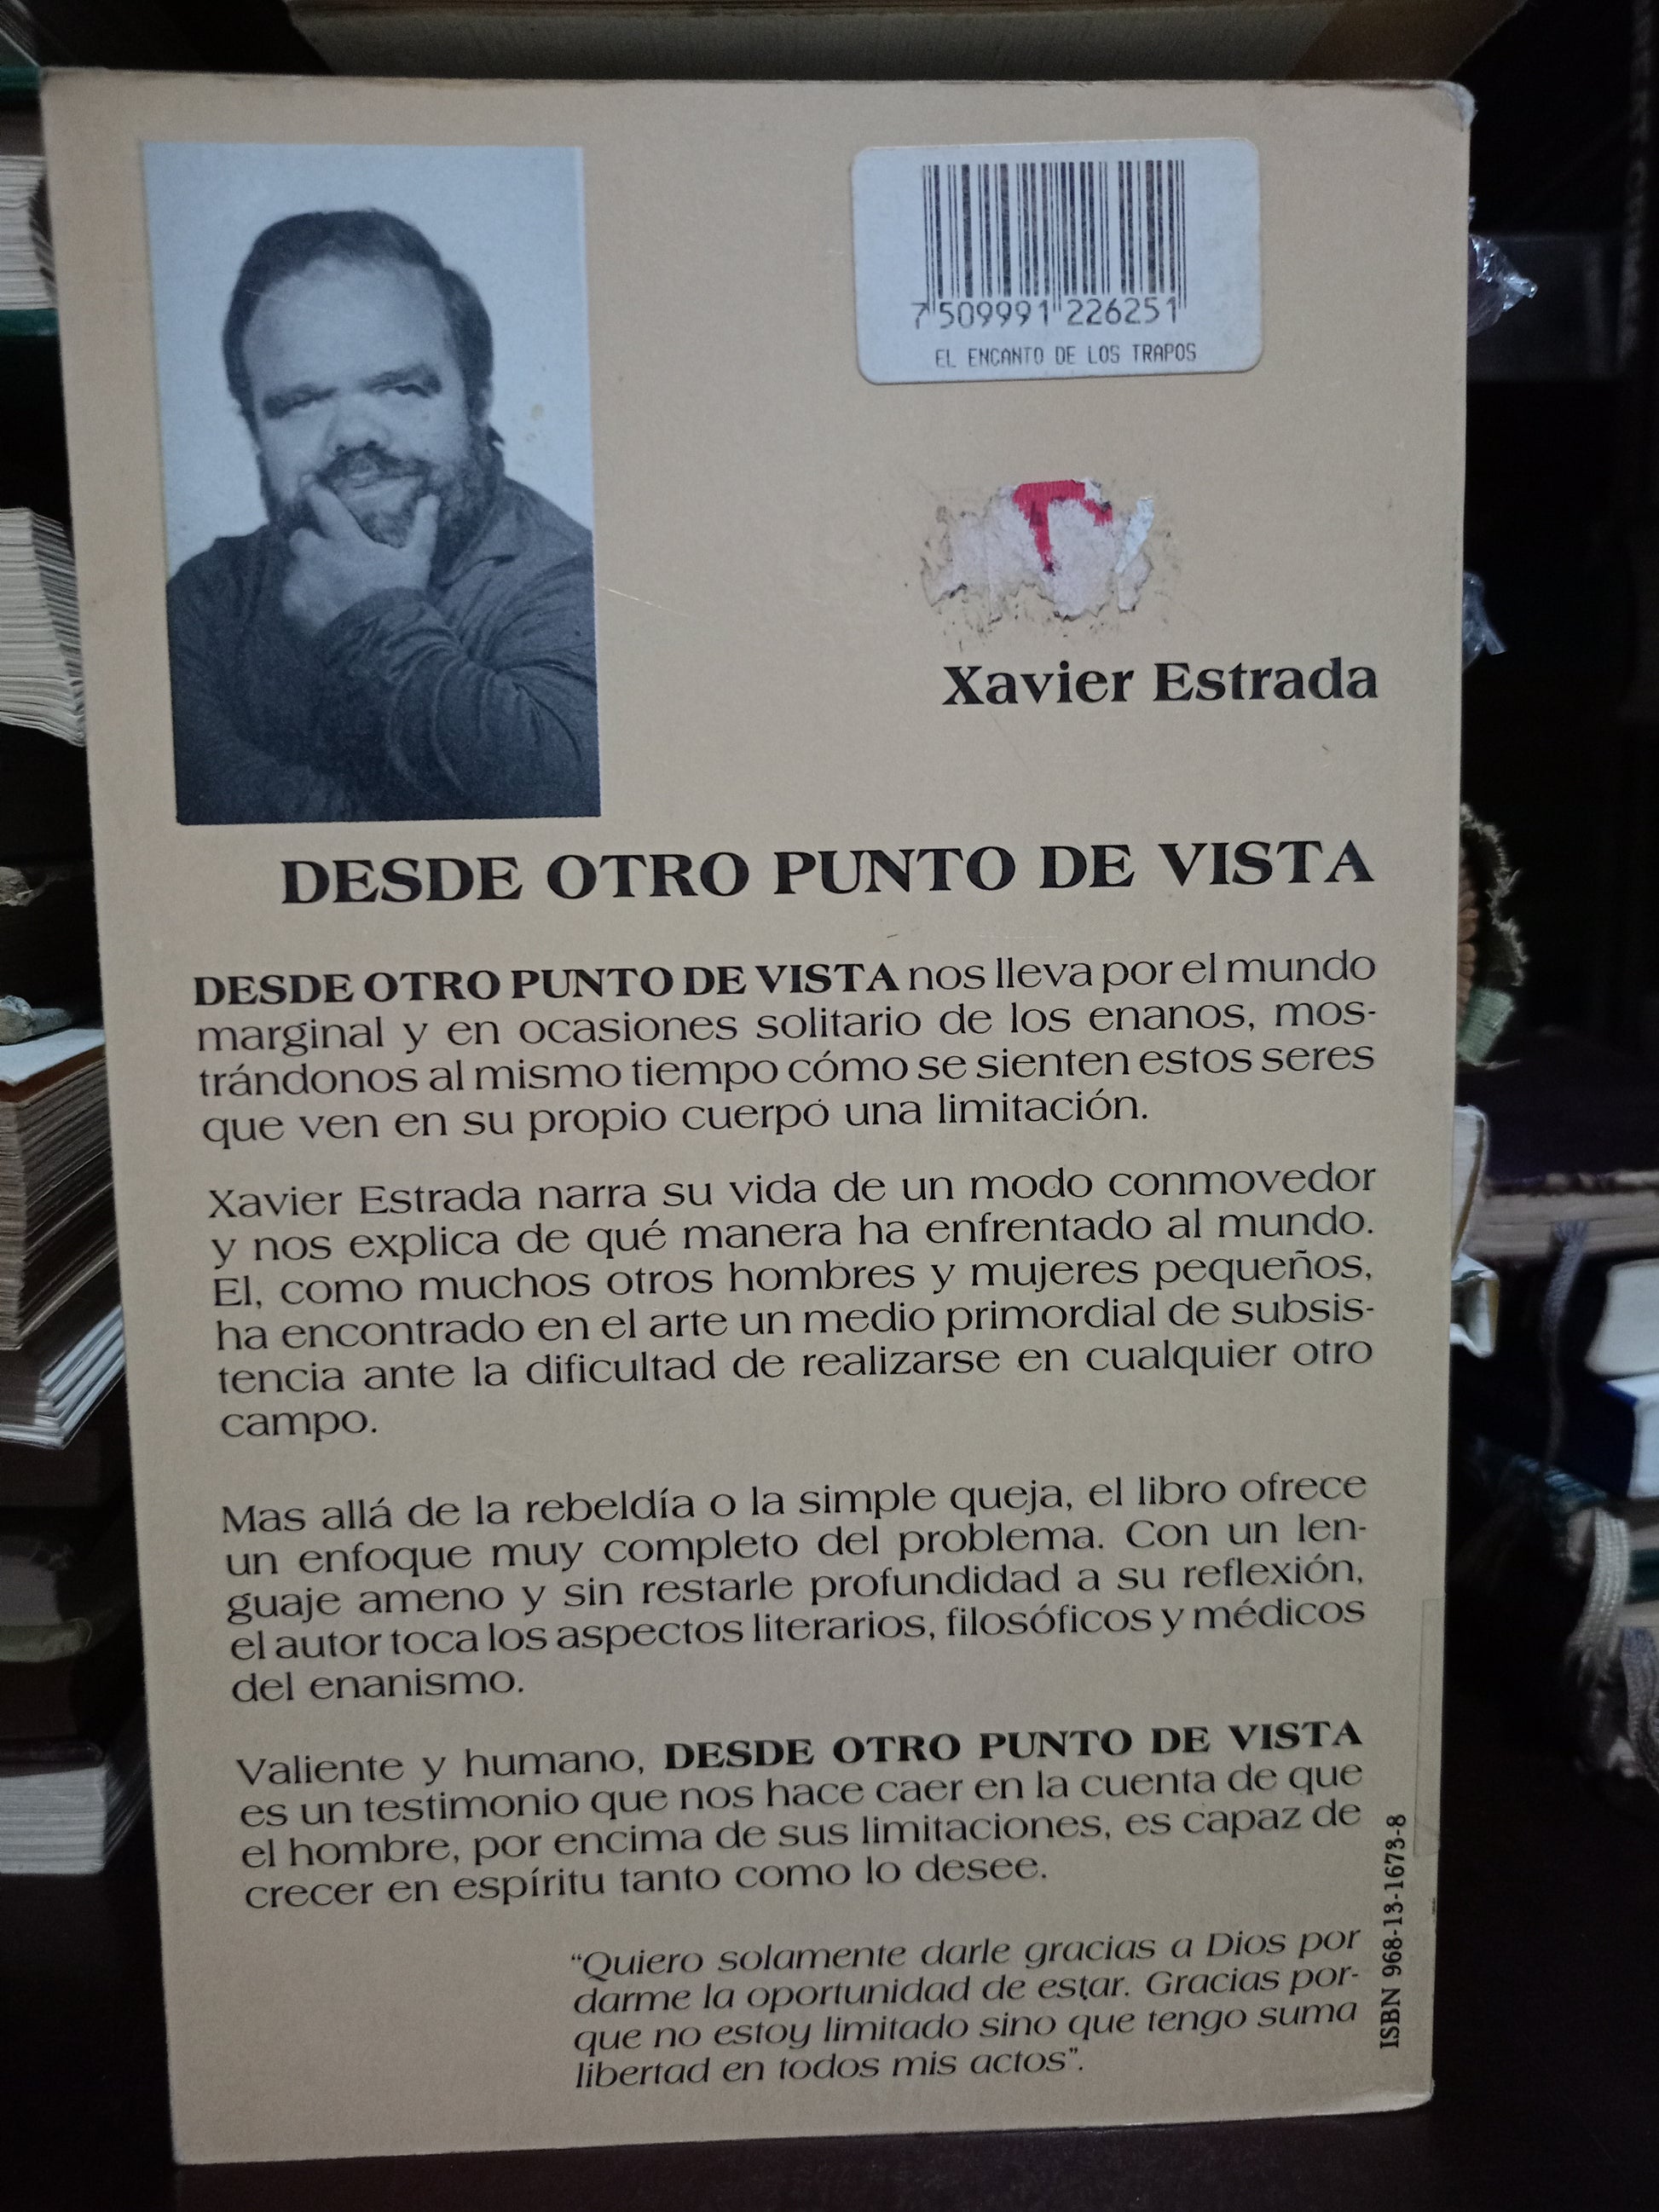 7 509991 226251
EL ENCANTO DE LOS TRAPOS
Xavier Estrada
DESDE OTRO PUNTO DE VISTA
DESDE OTRO PUNTO DE VISTA nos lleva por el mundo
marginal y en ocasiones solitario de los enanos, mos-
trándonos al mismo tiempo cómo se sienten estos seres
que ven en su propio cuerpo una limitación.
Xavier Estrada narra su vida de un modo conmovedor
y nos explica de qué manera ha enfrentado al mundo.
El, como muchos otros hombres y mujeres pequeños,
ha encontrado en el arte un medio primordial de subsis-
tencia ante la dificultad de realizarse en cualquier otro
campo.
Mas allá de la rebeldía o la simple queja, el libro ofrece
un enfoque muy completo del problema. Con un len-
guaje ameno y sin restarle profundidad a su reflexión,
el autor toca los aspectos literarios, filosóficos y médicos
del enanismo.
Valiente y humano, DESDE OTRO PUNTO DE VISTA
es un testimonio que nos hace caer en la cuenta de que
el hombre, por encima de sus limitaciones, es capaz de
crecer en espíritu tanto como lo desee.
“Quiero solamente darle gracias a Dios por
darme la oportunidad de estar. Gracias por-
que no estoy limitado sino que tengo suma
libertad en todos mis actos”.
ISBN 968-13-1673-8